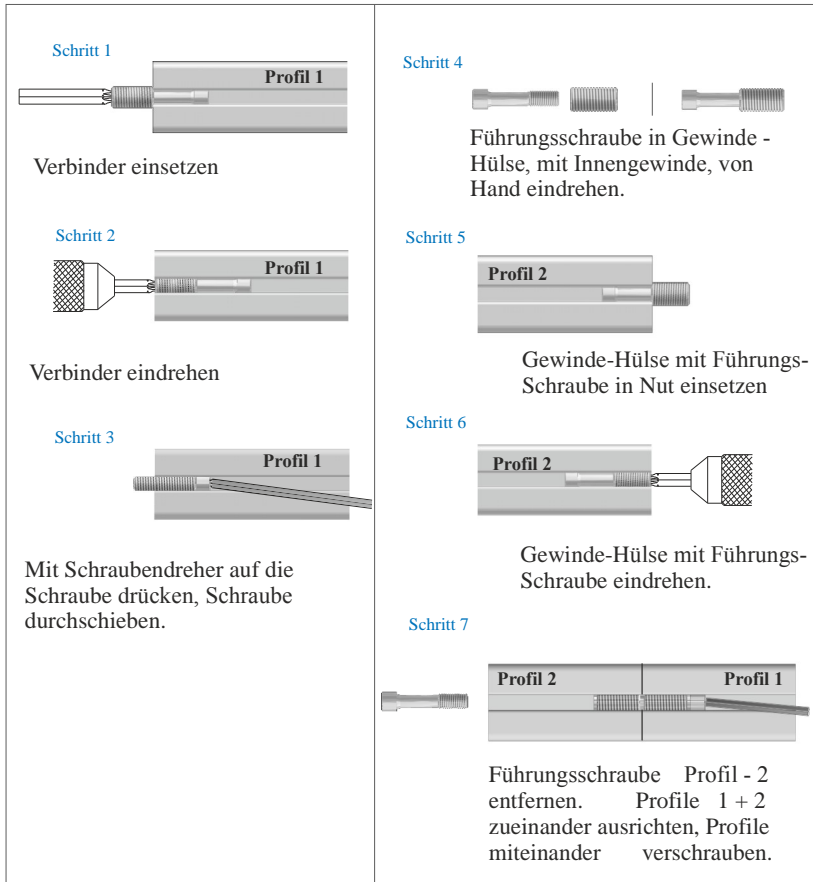 Schritt 1
Profil 1
Verbinder einsetzen
Schritt 2
Profil 1
Verbinder eindrehen
Schritt 3
Profil 1
Mit Schraubendreher auf die
Schraube drücken, Schraube
durchschieben.
Schritt 4
Führungsschraube in Gewinde -
Hülse, mit Innengewinde, von
Hand eindrehen.
Schritt 5
Profil 2
Gewinde-Hülse mit Führungs-
Schraube in Nut einsetzen
Schritt 6
Profil 2
Gewinde-Hülse mit Führungs-
Schraube eindrehen.
Schritt 7
Profil 2 Profil 1
Führungsschraube Profil - 2
entfernen. Profile 1 + 2
zueinander ausrichten, Profile
miteinander verschrauben.